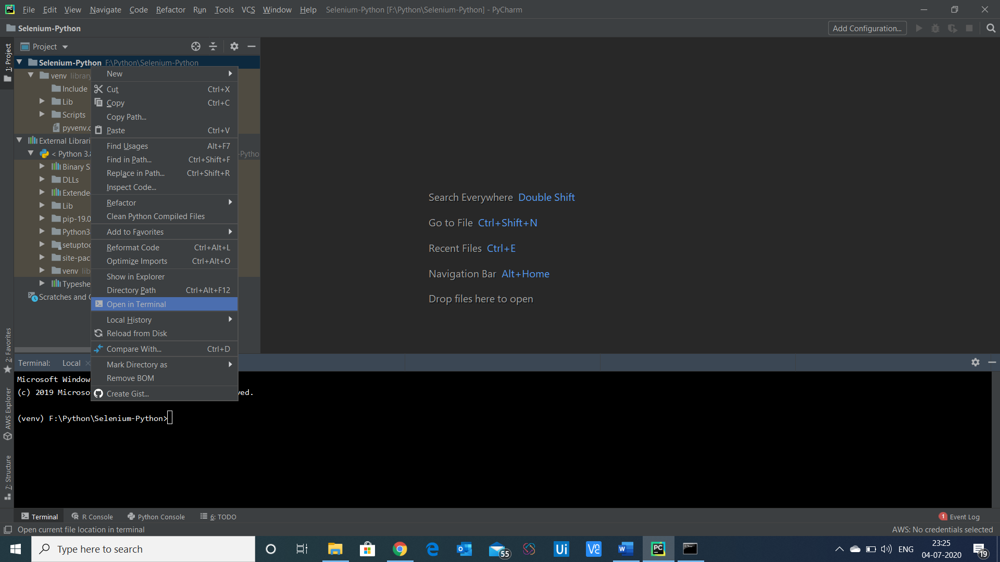 File Edit View Navigate Code Refactor Run Tools VCS Window Help Selenium-Python [F:\Python\Selenium-Python] - PyCharm
Selenium-Python
Add Configuration...
1: Project
Project
Selenium-Python F:\Python\Selenium-Python
venv library
Include
Lib
Scripts
pyvenv.c
External Librari
< Python 3.8
-Pytho
Binary S
DLLs
Extende
Lib
pip-19.0
Python3
setuptoo
site-pac
venv lib
Typeshe
Scratches and C
New
Cut Ctrl+X
Copy Ctrl+C
Copy Path...
Paste Ctrl+V
Find Usages Alt+F7
Find in Path... Ctrl+Shift+F
Replace in Path... Ctrl+Shift+R
Inspect Code...
Refactor
Clean Python Compiled Files
Add to Favorites
Reformat Code Ctrl+Alt+L
Optimize Imports Ctrl+Alt+O
Show in Explorer
Directory Path Ctrl+Alt+F12
Open in Terminal
Local History
Reload from Disk
Compare With... Ctrl+D
Mark Directory as
Remove BOM
Create Gist...
Search Everywhere Double Shift
Go to File Ctrl+Shift+N
Recent Files Ctrl+E
Navigation Bar Alt+Home
Drop files here to open
2: Favorites
AWS Explorer
7: Structure
Terminal: Local
Microsoft Window
(c) 2019 Microso
ved.
(venv) F:\Python\Selenium-Python>
Terminal R Console Python Console 6: TODO
1 Event Log
Open current file location in terminal
AWS: No credentials selected
Type here to search
55
Ui
PC
ENG
23:25
04-07-2020
19